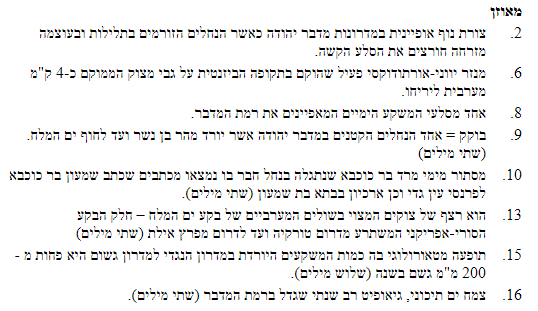 מאוזן
2. צורת נוף אופיינית במדרונות מדבר יהודה כאשר הנחלים הזורמים בתלילות ובעוצמה
מזרחה חורצים את הסלע הקשה.
6. מנזר יווני-אורתודוקסי פעיל שהוקם בתקופה הביזנטית על גבי מצוק הממוקם כ-4 ק"מ
מערבית ליריחו.
8. אחד מסלעי המשקע הימיים המאפיינים את רמת המדבר.
9. בוקק = אחד הנחלים הקטנים במדבר יהודה אשר יורד מהר בן נשר ועד לחוף ים המלח.
(שתי מילים)
10. מסתור מימי מרד בר כוכבא שנתגלה בנחל חבר בו נמצאו מכתבים שכתב שמעון בר כוכבא
לפרנסי עין גדי וכן ארכיון בבתא בת שמעון (שתי מילים).
13. הוא רצף של צוקים המצוי בשולים המערביים של בקע ים המלח – חלק הבקע
הסורי-אפריקני המשתרע מדרום טורקיה ועד לדרום מפרץ אילת (שתי מילים)
15. תופעה מטאורולוגי בה כמות המשקעים היורדת במדרון הנגדי למדרון גשום היא פחות מ -
200 מ"מ גשם בשנה (שלוש מילים).
16. צמח ים תיכוני, גיאופיט רב שנתי שגדל ברמת המדבר (שתי מילים).